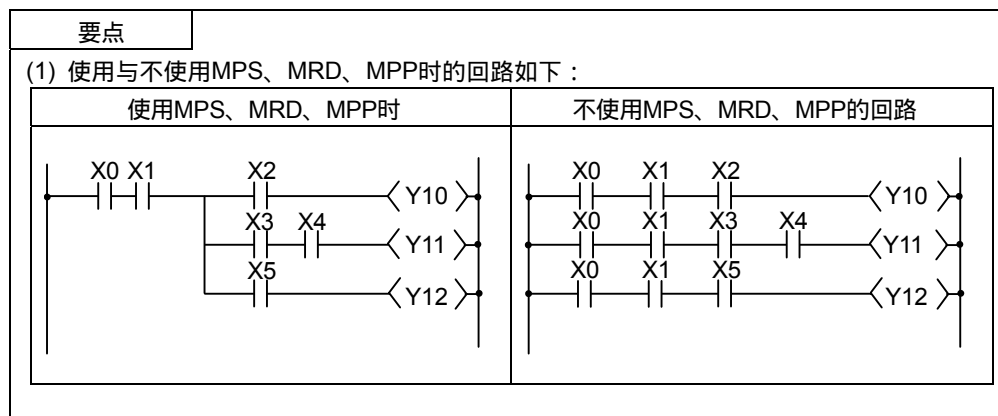 要点
(1) 使用与不使用MPS、MRD、MPP时的回路如下：
使用MPS、MRD、MPP时 不使用MPS、MRD、MPP的回路
X0 X1 X2 Y10 X0 X1 X2 Y10
X3 X4 Y11 X0 X1 X3 X4 Y11
X5 Y12 X0 X1 X5 Y12